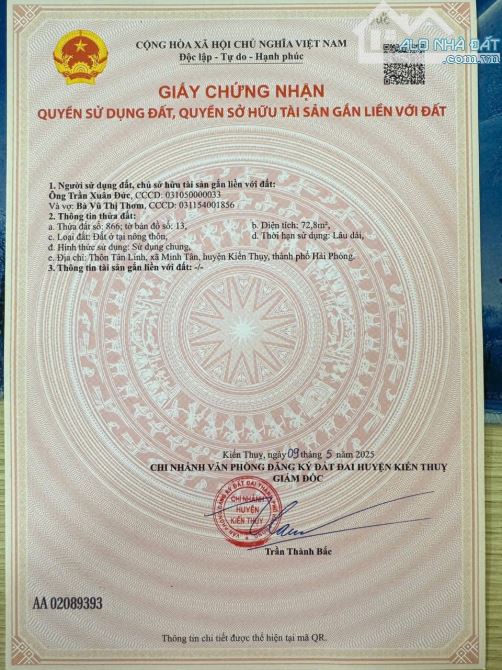 ALO NHÀ ĐẤT
.com.vn
CỘNG HÒA XÃ HỘI CHỦ NGHĨA VIỆT NAM
Độc lập - Tự do - Hạnh phúc
GIẤY CHỨNG NHẬN
QUYỀN SỬ DỤNG ĐẤT, QUYỀN SỞ HỮU TÀI SẢN GẮN LIỀN VỚI ĐẤT
1. Người sử dụng đất, chủ sở hữu tài sản gắn liền với đất:
Ông Trần Xuân Đức, CCCD: 031050000033
Và vợ: Bà Vũ Thị Thơm, CCCD: 031154001856
2. Thông tin thửa đất:
a. Thửa đất số: 866; tờ bản đồ số: 13, b. Diện tích: 72,8m²,
c. Loại đất: Đất ở tại nông thôn, d. Thời hạn sử dụng: Lâu dài,
đ. Hình thức sử dụng: Sử dụng chung,
e. Địa chỉ: Thôn Tân Linh, xã Minh Tân, huyện Kiến Thụy, thành phố Hải Phòng.
3. Thông tin tài sản gắn liền với đất: -/-
Kiến Thuỵ, ngày 09 tháng 5 năm 2025
CHI NHÁNH VĂN PHÒNG ĐĂNG KÝ ĐẤT ĐAI HUYỆN KIẾN THUỴ
GIÁM ĐỐC
CHI NHÁNH
HUYỆN
KIẾN THỤY
Trần Thành Bắc
AA 02089393
Thông tin chi tiết được thể hiện tại mã QR.